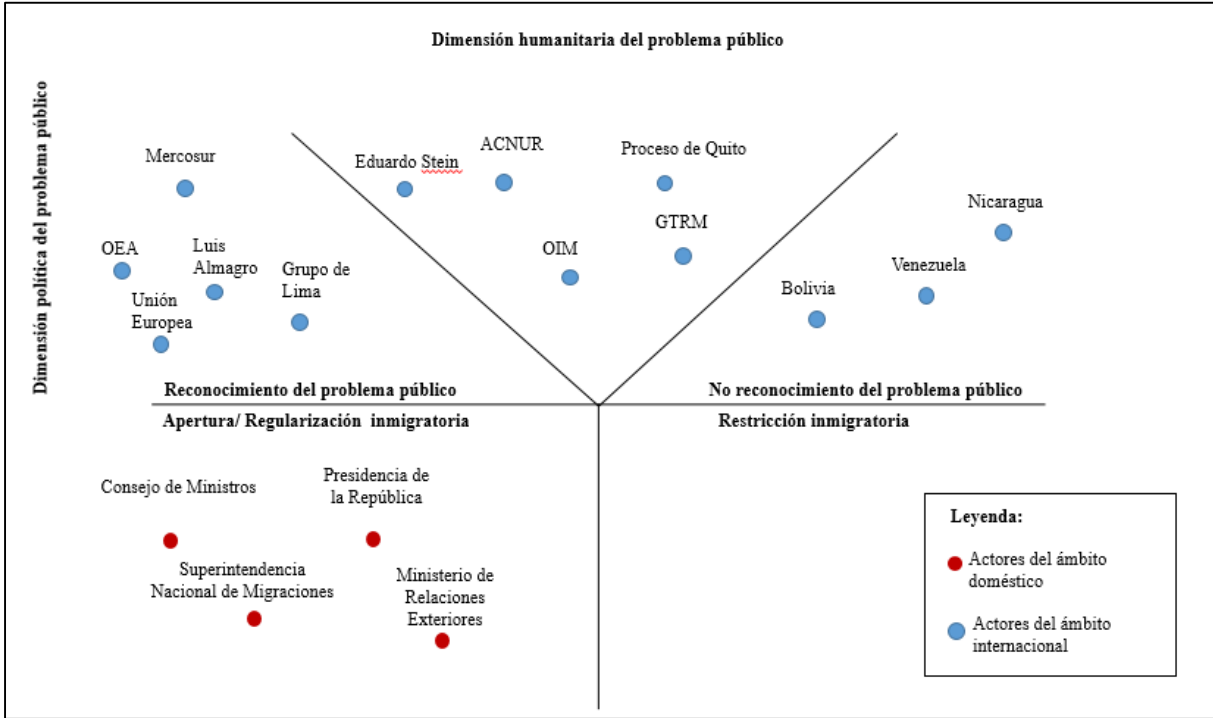 Dimensión humanitaria del problema público
Dimensión política del problema público
Mercosur
Eduardo Stein
ACNUR
Proceso de Quito
Nicaragua
OEA
Luis
Almagro
Grupo de
Lima
OIM
GTRM
Venezuela
Bolivia
Unión
Europea
Reconocimiento del problema público
No reconocimiento del problema público
Apertura/ Regularización inmigratoria
Restricción inmigratoria
Consejo de Ministros
Presidencia de
la República
Superintendencia
Nacional de Migraciones
Ministerio de
Relaciones
Exteriores
Leyenda:
Actores del ámbito
doméstico
Actores del ámbito
internacional